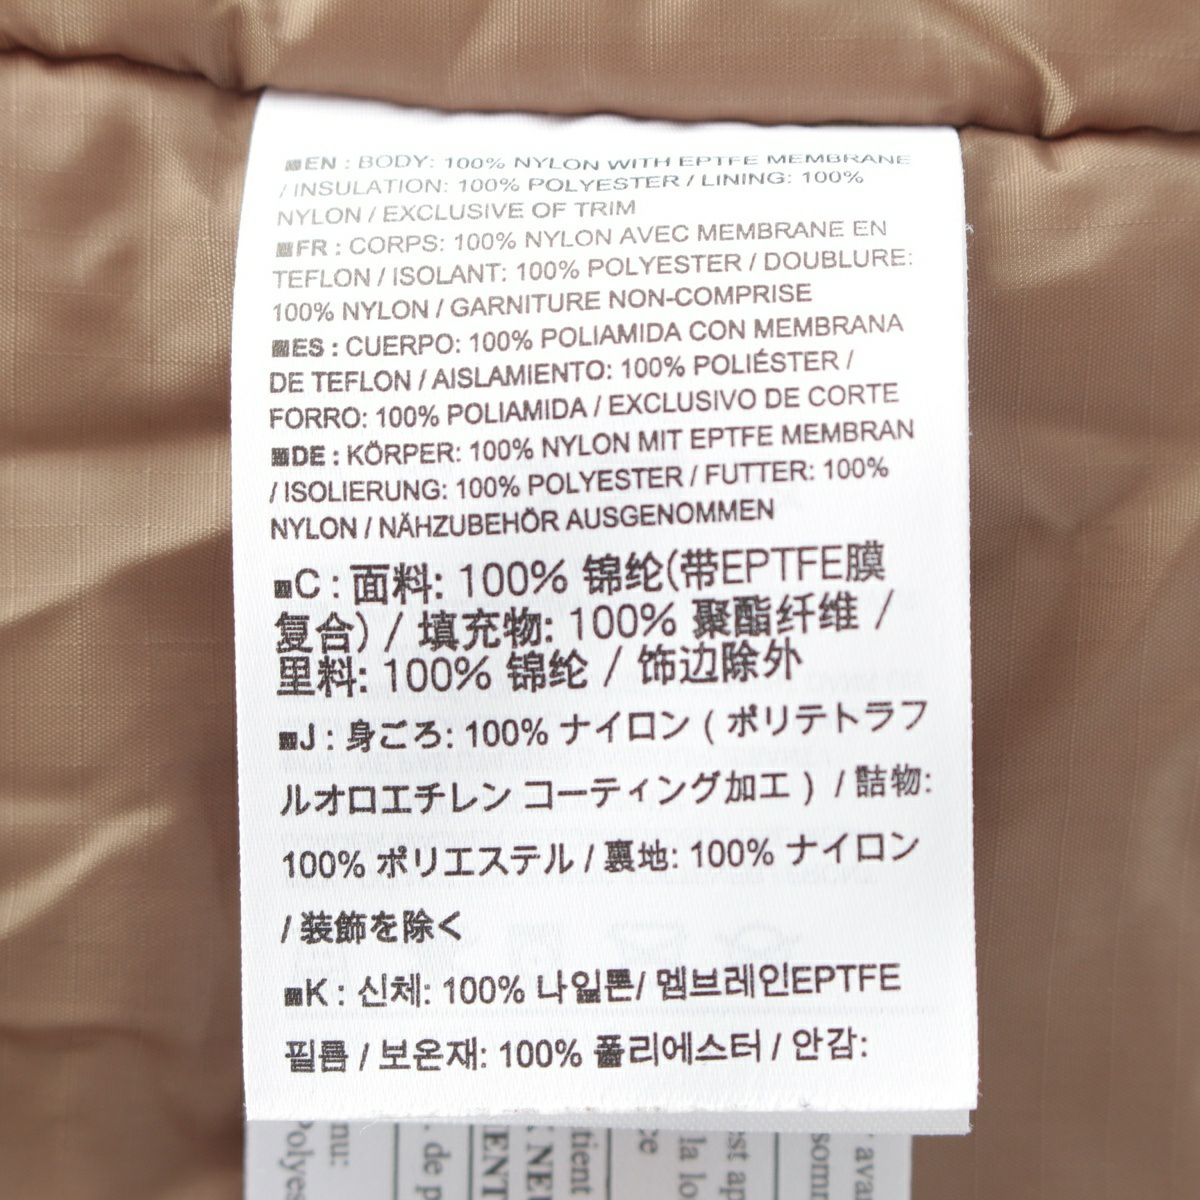 EN : BODY: 100% NYLON WITH EPTFE MEMBRANE
/ INSULATION: 100% POLYESTER / LINING: 100%
NYLON / EXCLUSIVE OF TRIM
FR : CORPS: 100% NYLON AVEC MEMBRANE EN
TEFLON / ISOLANT: 100% POLYESTER / DOUBLURE:
100% NYLON / GARNITURE NON-COMPRISE
ES : CUERPO: 100% POLIAMIDA CON MEMBRANA
DE TEFLON / AISLAMIENTO: 100% POLIÉSTER /
FORRO: 100% POLIAMIDA / EXCLUSIVO DE CORTE
DE : KÖRPER: 100% NYLON MIT EPTFE MEMBRAN
/ ISOLIERUNG: 100% POLYESTER / FUTTER: 100%
NYLON / NÄHZUBEHÖR AUSGENOMMEN
■C : 面料: 100% 锦纶(带EPTFE膜
复合) / 填充物: 100% 聚酯纤维 /
里料: 100% 锦纶 / 饰边除外
■J : 身ごろ: 100% ナイロン ( ポリテトラフ
ルオロエチレン コーティング加工 ) / 詰物:
100% ポリエステル / 裏地: 100% ナイロン
/ 装飾を除く
■K : 신체: 100% 나일론/ 멤브레인EPTFE
필름 / 보온재: 100% 폴리에스터 / 안감: